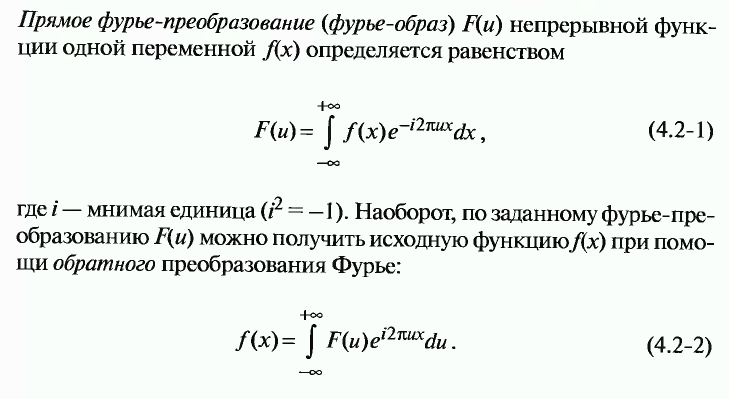 Прямое фурье-преобразование (фурье-образ) F(u) непрерывной функ-
ции одной переменной f(x) определяется равенством
F(u) = ∫_{−∞}^{+∞} f(x)e^{−i2πux}dx , (4.2-1)
где i — мнимая единица (i² = −1). Наоборот, по заданному фурье-пре-
образованию F(u) можно получить исходную функцию f(x) при помо-
щи обратного преобразования Фурье:
f(x) = ∫_{−∞}^{+∞} F(u)e^{i2πux}du . (4.2-2)